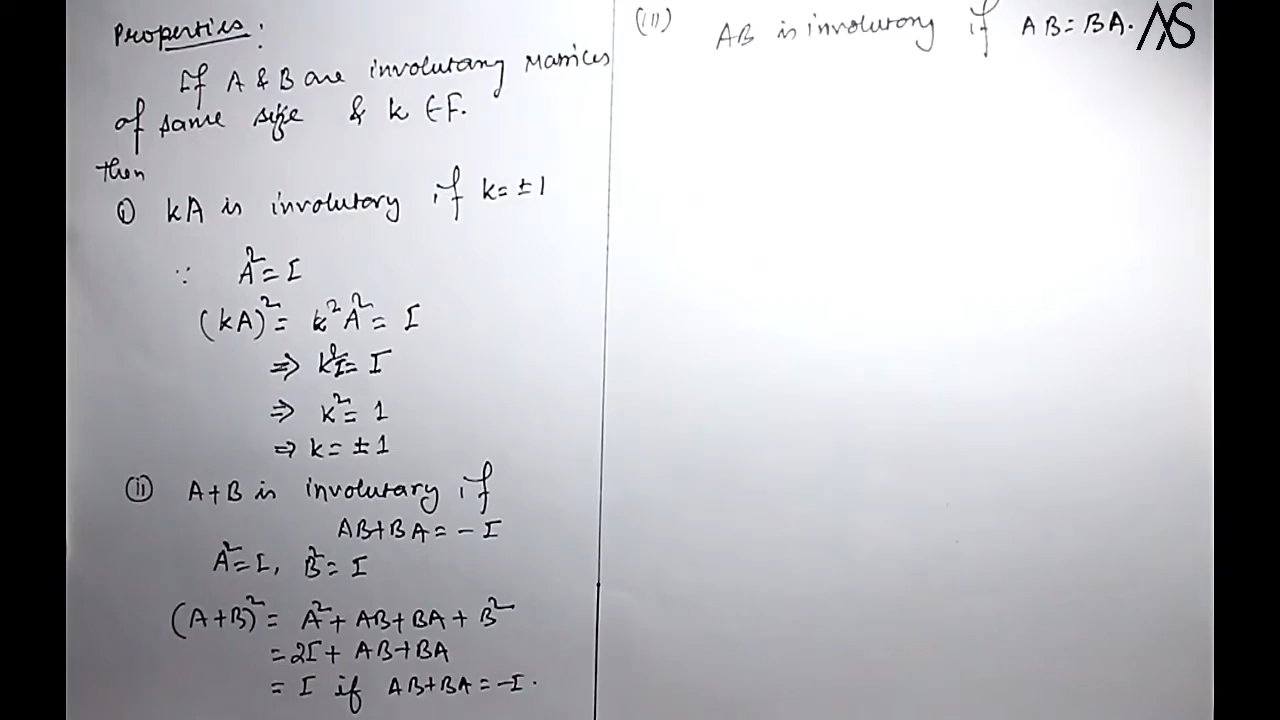 Properties:
If A & B are involutary Matrices
of same size & k ∈ F.
then
(i) kA is involutory if k = ±1
∵ A² = I
(kA)² = k²A² = I
⇒ k²I = I
⇒ k² = 1
⇒ k = ±1
(ii) A+B is involutary if
AB+BA = -I
A² = I, B² = I
(A+B)² = A² + AB + BA + B²
= 2I + AB + BA
= I if AB+BA = -I.
(iii) AB is involutory if AB = BA.